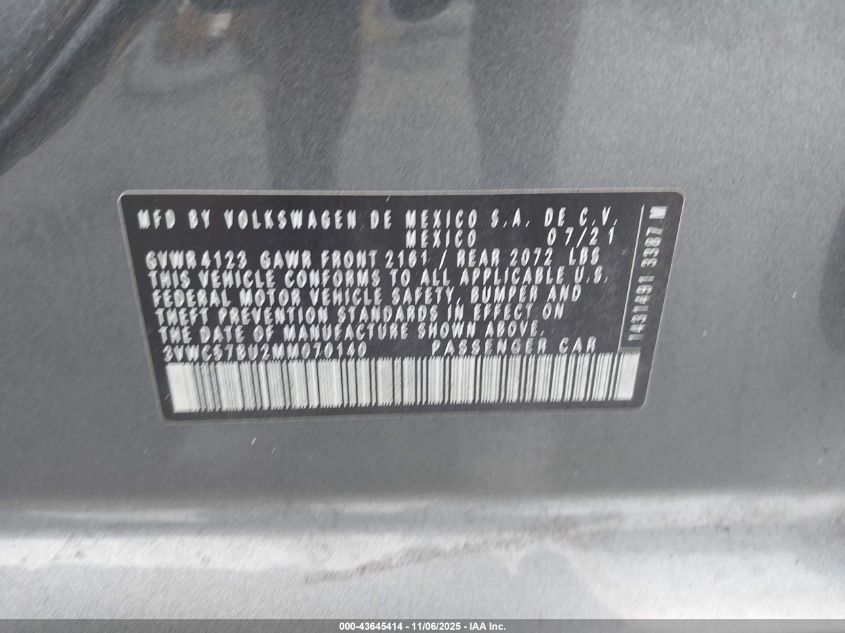 MFD BY VOLKSWAGEN DE MEXICO S.A. DE C.V.
MEXICO 07/21
GVWR 4123 GAWR FRONT 2161 / REAR 2072 LBS
THIS VEHICLE CONFORMS TO ALL APPLICABLE U.S.
FEDERAL MOTOR VEHICLE SAFETY, BUMPER AND
THEFT PREVENTION STANDARDS IN EFFECT ON
THE DATE OF MANUFACTURE SHOWN ABOVE.
3VWC57BU2MM070140 PASSENGER CAR
1431491 3387 M
000-43645414 - 11/06/2025 - IAA Inc.